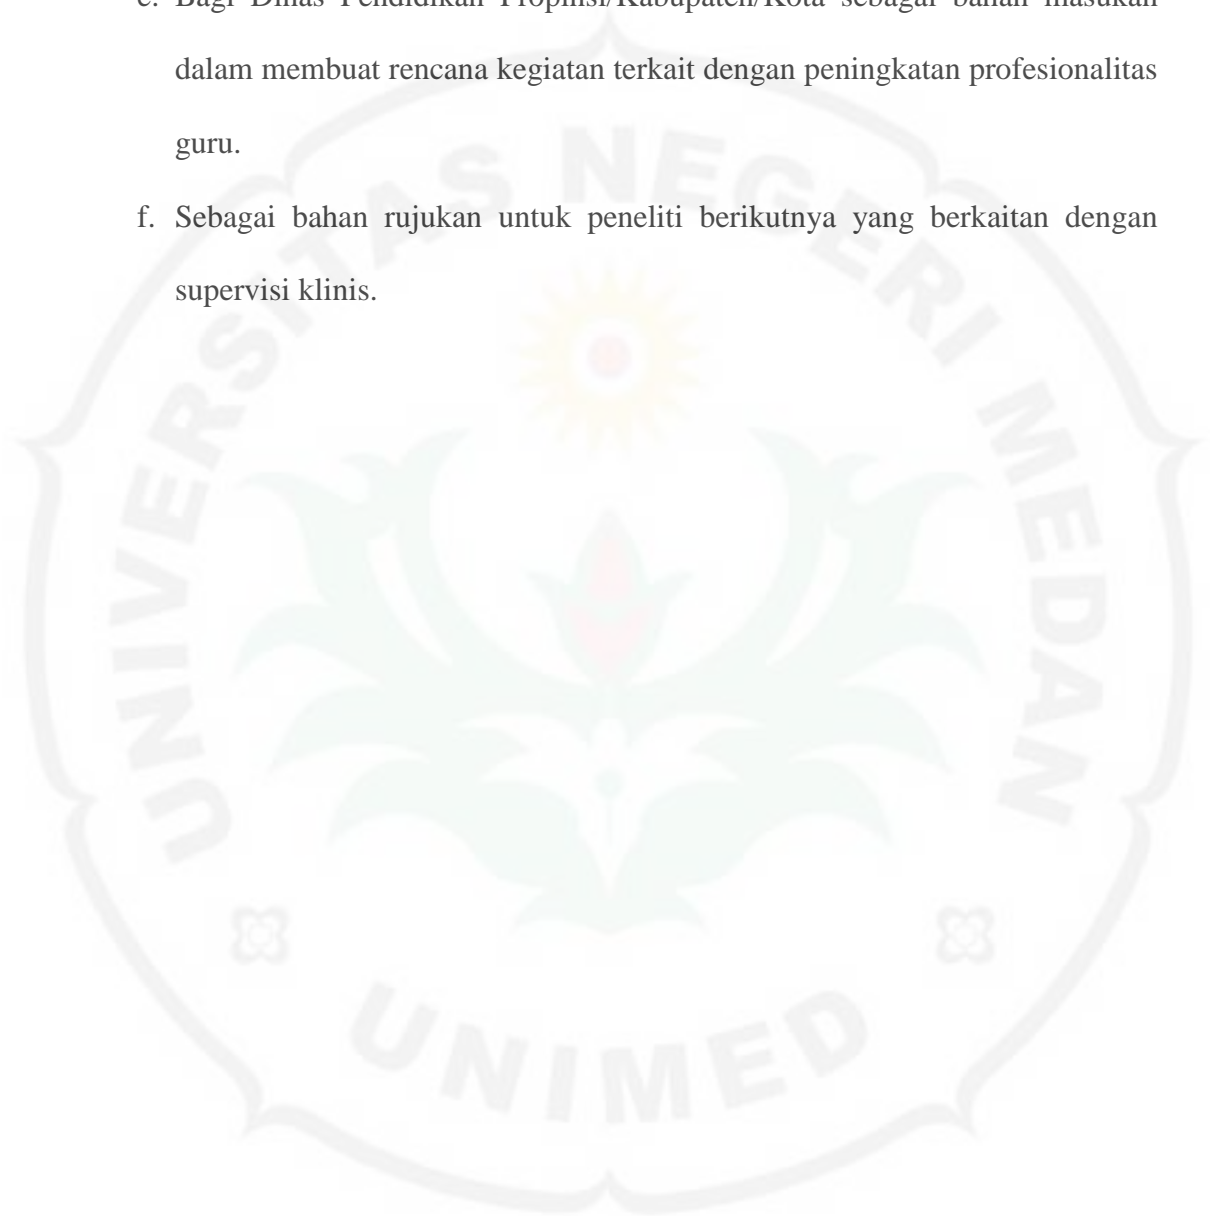 e. Bagi Dinas Pendidikan Propinsi/Kabupaten/Kota sebagai bahan masukan
dalam membuat rencana kegiatan terkait dengan peningkatan profesionalitas
guru.
f. Sebagai bahan rujukan untuk peneliti berikutnya yang berkaitan dengan
supervisi klinis.
UNIVERSITAS NEGERI MEDAN
UNIMED